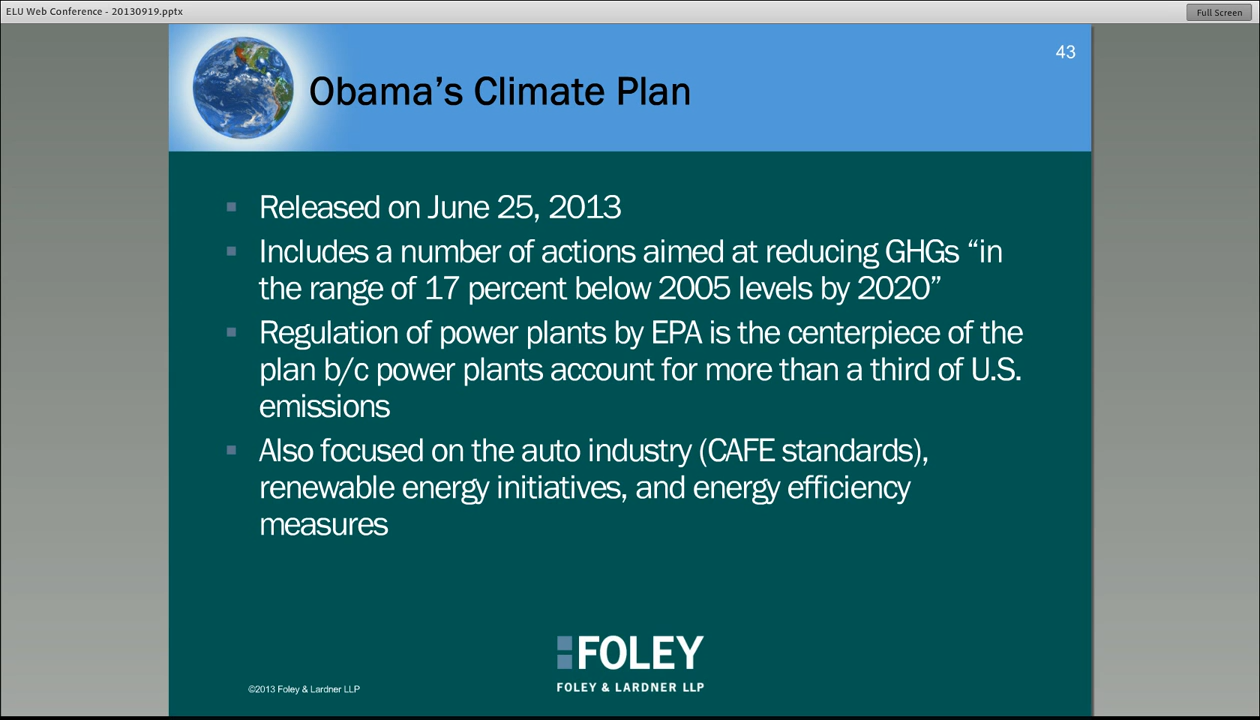 ELU Web Conference - 20130919.pptx
Full Screen
43
Obama’s Climate Plan
Released on June 25, 2013
Includes a number of actions aimed at reducing GHGs “in
the range of 17 percent below 2005 levels by 2020”
Regulation of power plants by EPA is the centerpiece of the
plan b/c power plants account for more than a third of U.S.
emissions
Also focused on the auto industry (CAFE standards),
renewable energy initiatives, and energy efficiency
measures
FOLEY
FOLEY & LARDNER LLP
©2013 Foley & Lardner LLP